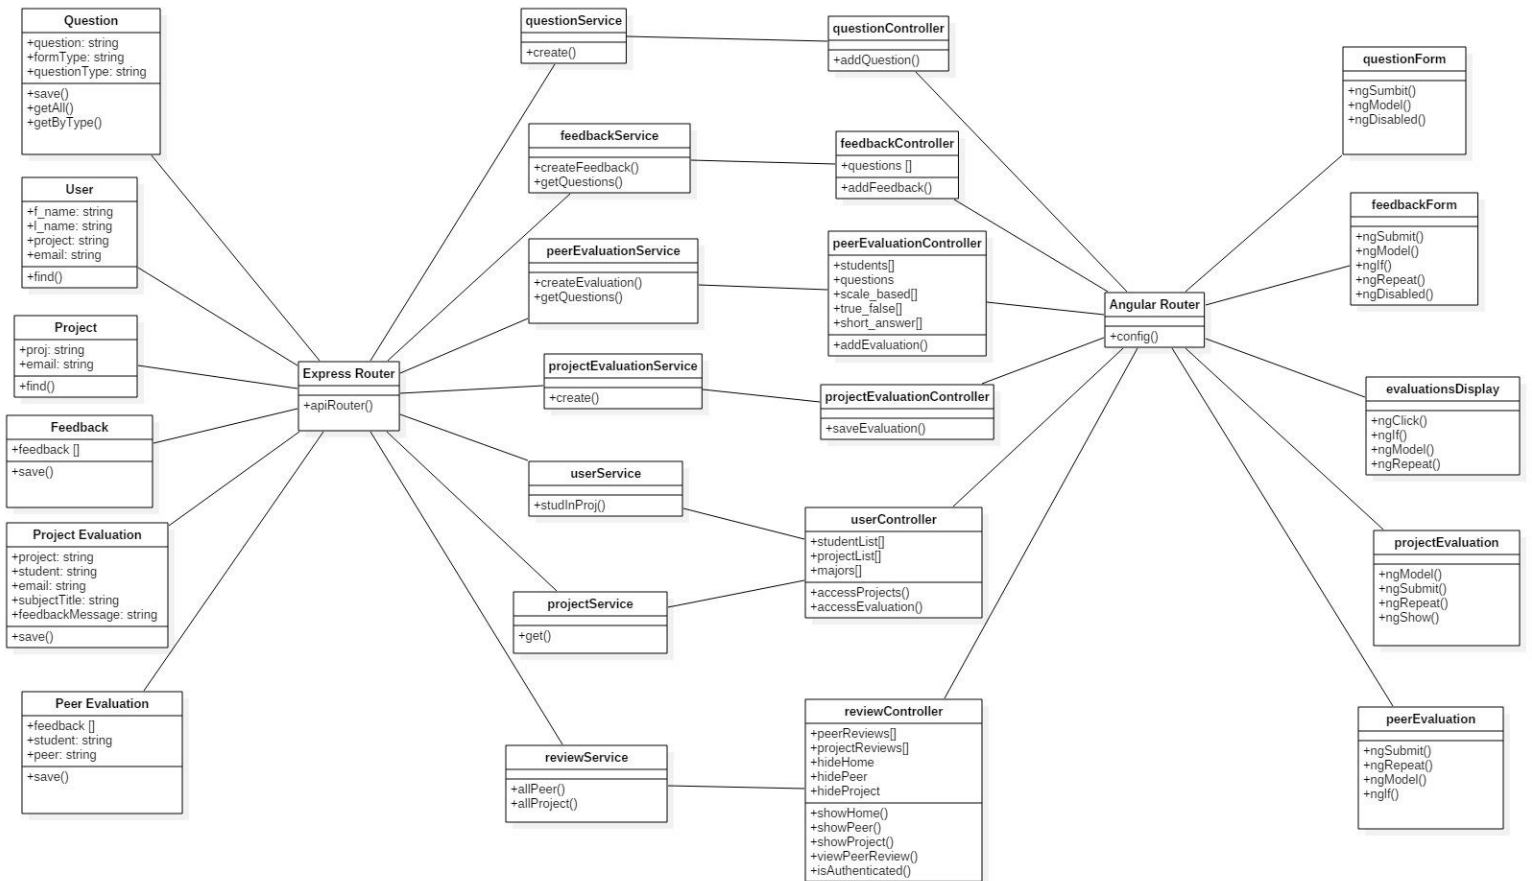 Question
+question: string
+formType: string
+questionType: string
+save()
+getAll()
+getByType()
User
+f_name: string
+l_name: string
+project: string
+email: string
+find()
Project
+proj: string
+email: string
+find()
Feedback
+feedback []
+save()
Project Evaluation
+project: string
+student: string
+email: string
+subjectTitle: string
+feedbackMessage: string
+save()
Peer Evaluation
+feedback []
+student: string
+peer: string
+save()
Express Router
+apiRouter()
questionService
+create()
feedbackService
+createFeedback()
+getQuestions()
peerEvaluationService
+createEvaluation()
+getQuestions()
projectEvaluationService
+create()
userService
+studInProj()
projectService
+get()
reviewService
+allPeer()
+allProject()
questionController
+addQuestion()
feedbackController
+questions []
+addFeedback()
peerEvaluationController
+students[]
+questions
+scale_based[]
+true_false[]
+short_answer[]
+addEvaluation()
projectEvaluationController
+saveEvaluation()
userController
+studentList[]
+projectList[]
+majors[]
+accessProjects()
+accessEvaluation()
reviewController
+peerReviews[]
+projectReviews[]
+hideHome
+hidePeer
+hideProject
+showHome()
+showPeer()
+showProject()
+viewPeerReview()
+isAuthenticated()
Angular Router
+config()
questionForm
+ngSumbit()
+ngModel()
+ngDisabled()
feedbackForm
+ngSubmit()
+ngModel()
+ngIf()
+ngRepeat()
+ngDisabled()
evaluationsDisplay
+ngClick()
+ngIf()
+ngModel()
+ngRepeat()
projectEvaluation
+ngModel()
+ngSubmit()
+ngRepeat()
+ngShow()
peerEvaluation
+ngSubmit()
+ngRepeat()
+ngModel()
+ngIf()